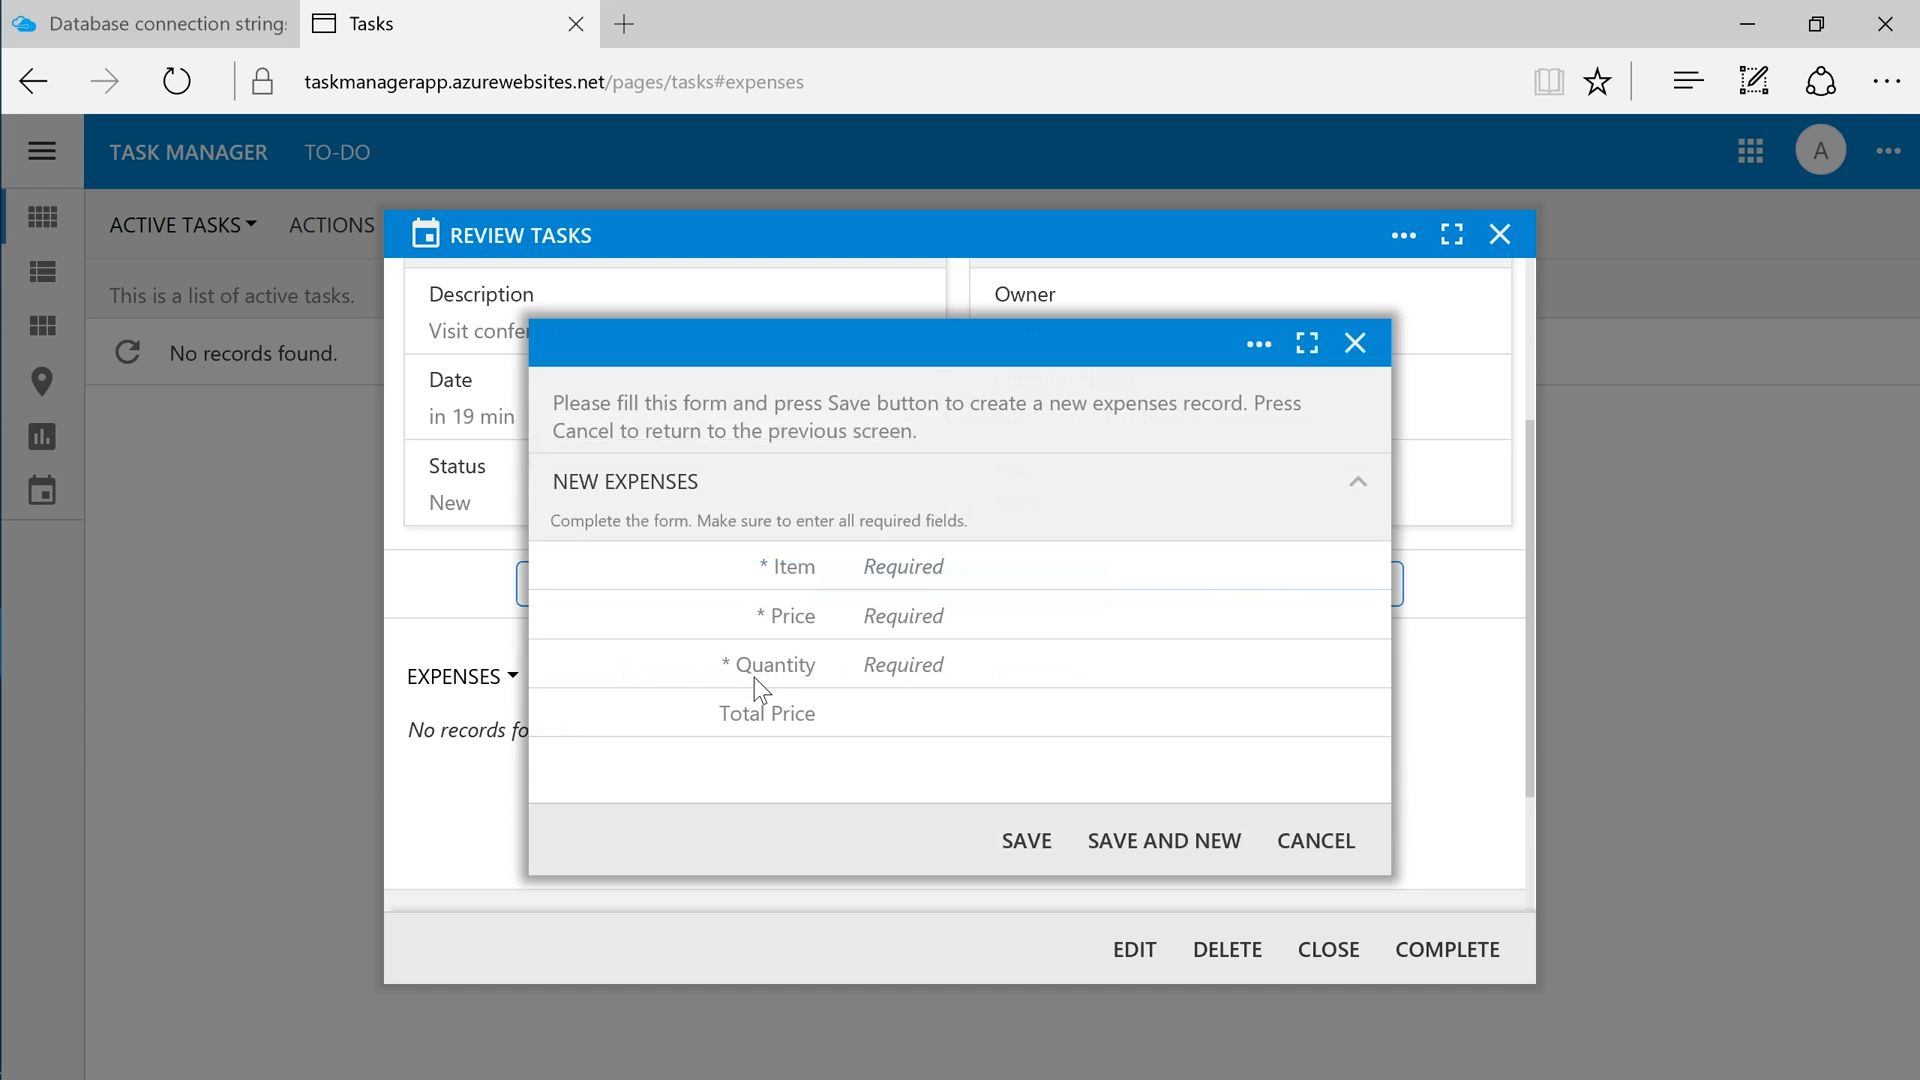 Database connection string
Tasks
taskmanagerapp.azurewebsites.net/pages/tasks#expenses
TASK MANAGER TO-DO
A
ACTIVE TASKS ACTIONS
This is a list of active tasks.
No records found.
REVIEW TASKS
Description
Visit
Owner
Date
in 19 min
Status
New
Please fill this form and press Save button to create a new expenses record. Press
Cancel to return to the previous screen.
NEW EXPENSES
Complete the form. Make sure to enter all required fields.
* Item Required
* Price Required
* Quantity Required
Total Price
SAVE SAVE AND NEW CANCEL
EXPENSES
No records fo
EDIT DELETE CLOSE COMPLETE